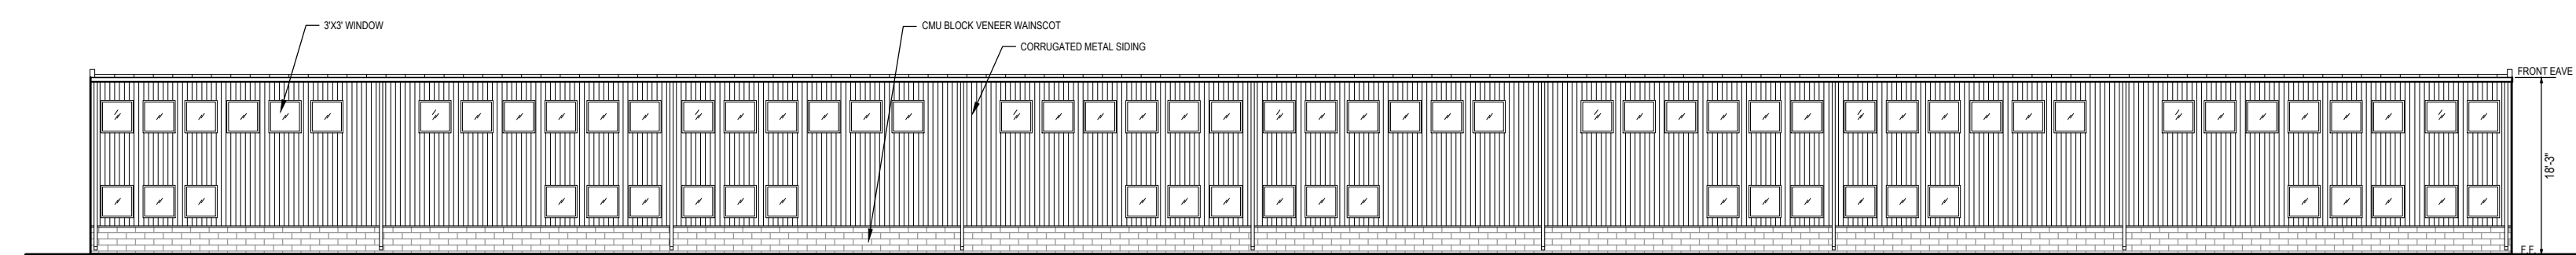 3'X3' WINDOW
CMU BLOCK VENEER WAINSCOT
CORRUGATED METAL SIDING
FRONT EAVE
18'-3"
F.F.